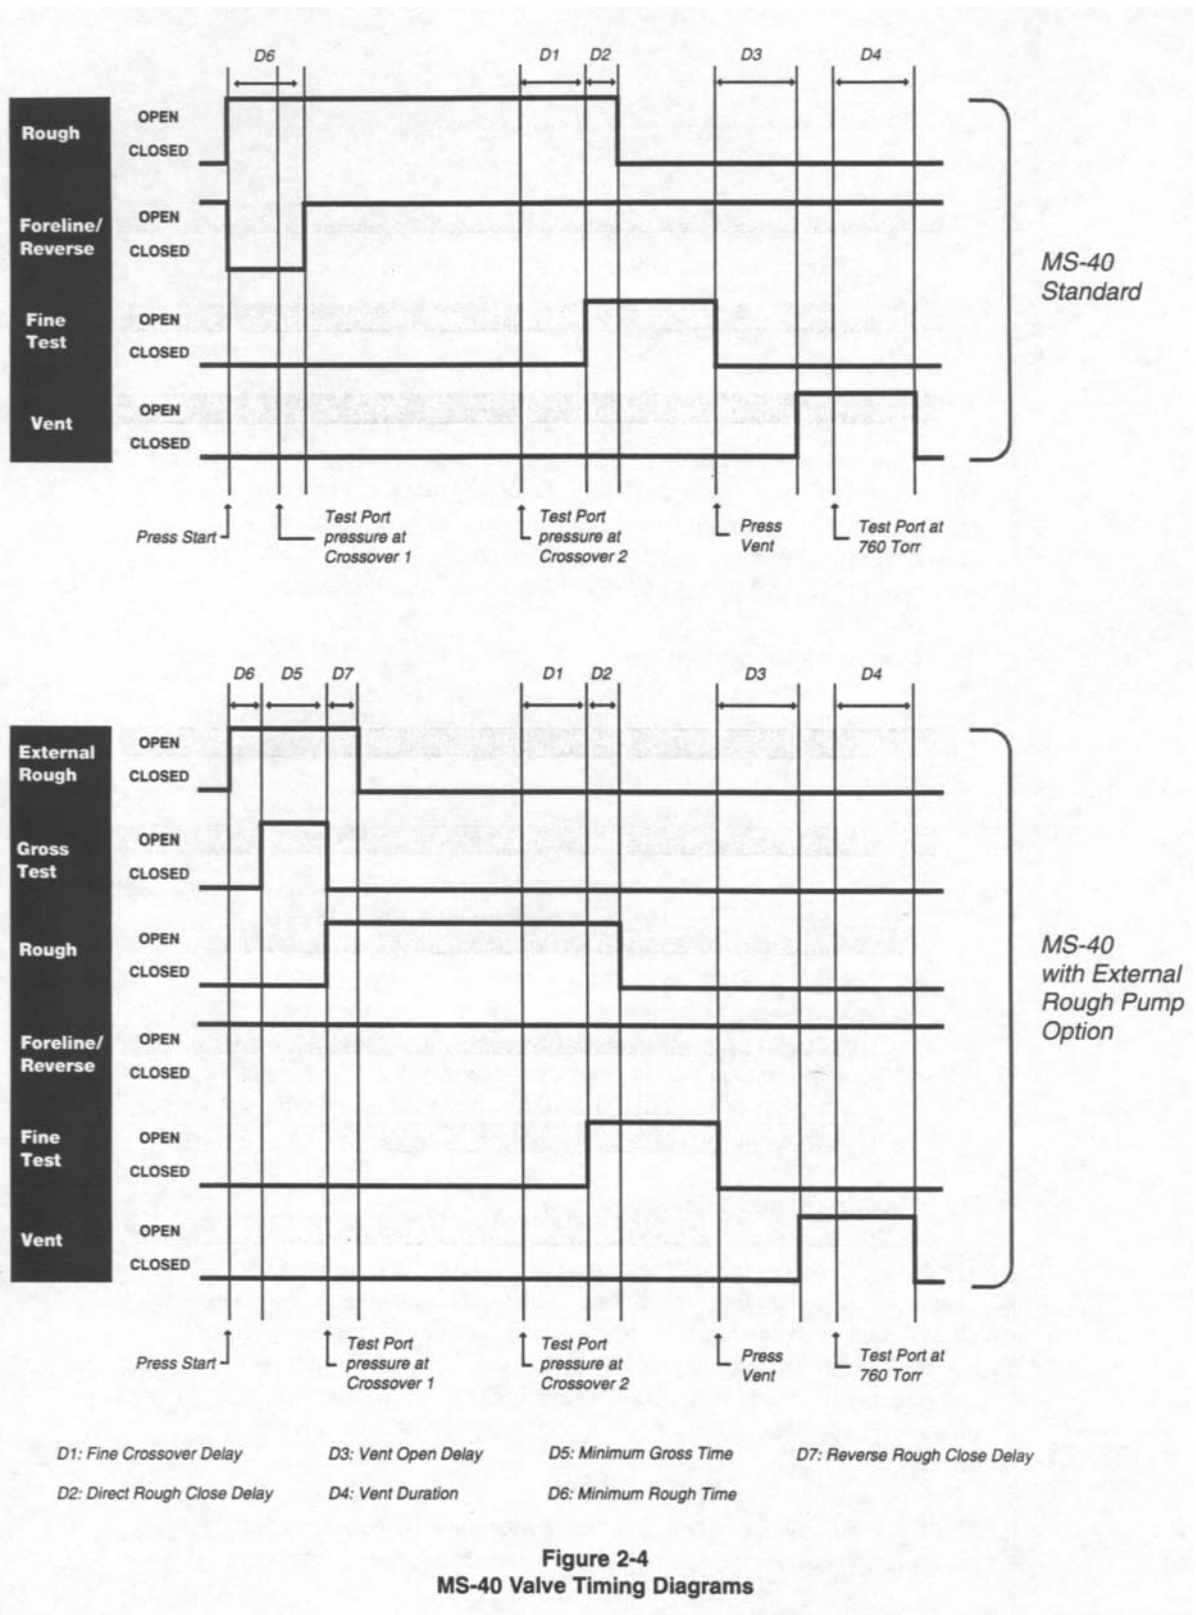 D6
D1
D2
D3
D4
Rough
OPEN
CLOSED
Foreline/
Reverse
OPEN
CLOSED
Fine
Test
OPEN
CLOSED
Vent
OPEN
CLOSED
MS-40
Standard
Press Start
Test Port
pressure at
Crossover 1
Test Port
pressure at
Crossover 2
Press
Vent
Test Port at
760 Torr
D6
D5
D7
D1
D2
D3
D4
External
Rough
OPEN
CLOSED
Gross
Test
OPEN
CLOSED
Rough
OPEN
CLOSED
Foreline/
Reverse
OPEN
CLOSED
Fine
Test
OPEN
CLOSED
Vent
OPEN
CLOSED
MS-40
with External
Rough Pump
Option
Press Start
Test Port
pressure at
Crossover 1
Test Port
pressure at
Crossover 2
Press
Vent
Test Port at
760 Torr
D1: Fine Crossover Delay
D3: Vent Open Delay
D5: Minimum Gross Time
D7: Reverse Rough Close Delay
D2: Direct Rough Close Delay
D4: Vent Duration
D6: Minimum Rough Time
Figure 2-4
MS-40 Valve Timing Diagrams